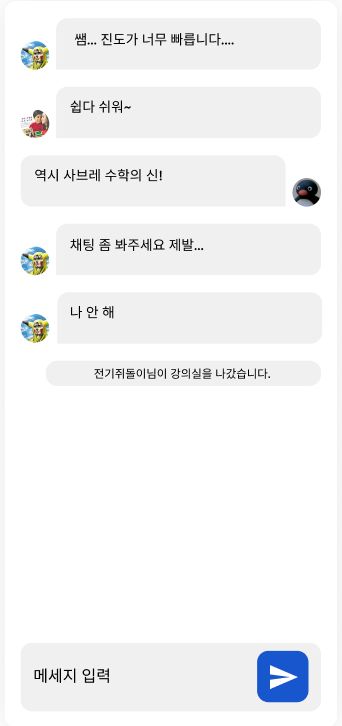 쌤... 진도가 너무 빠릅니다....
쉽다 쉬워~
역시 사브레 수학의 신!
채팅 좀 봐주세요 제발...
나 안 해
전기쥐돌이님이 강의실을 나갔습니다.
메세지 입력